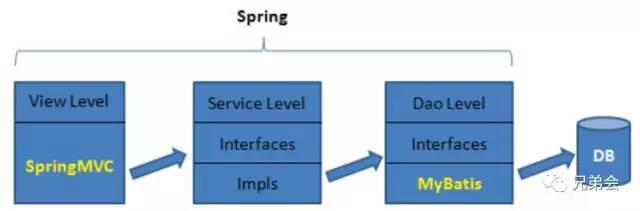 Spring
View Level
SpringMVC
Service Level
Interfaces
Impls
Dao Level
Interfaces
MyBatis
DB
兄弟会